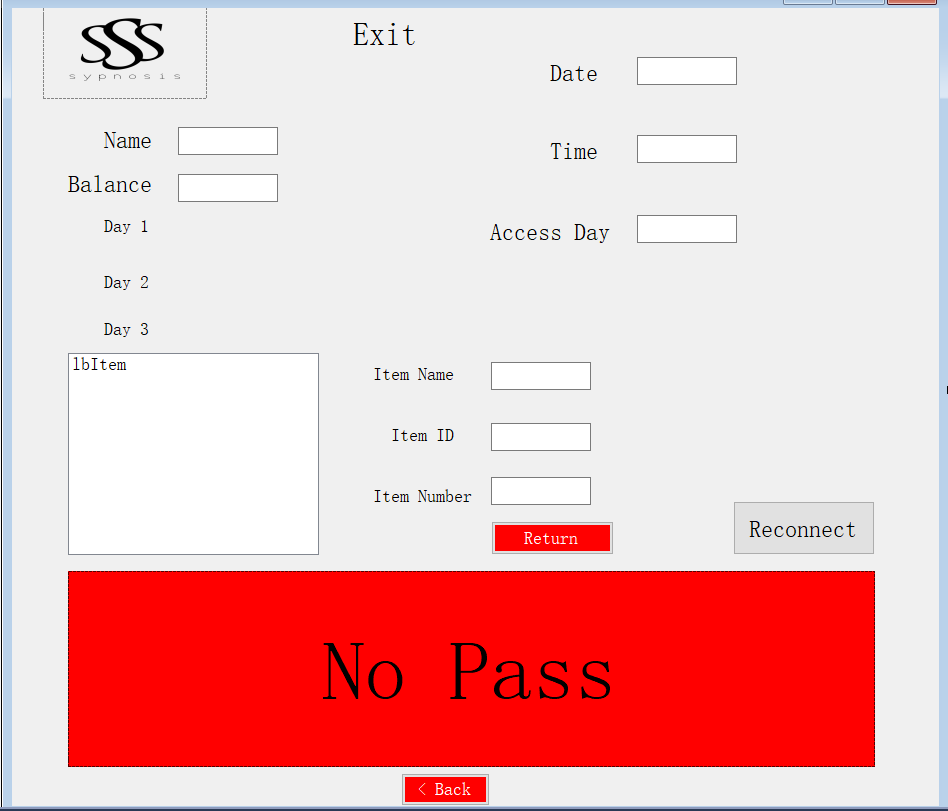 SSS
sypnosis
Exit
Date
Name
Time
Balance
Day 1
Access Day
Day 2
Day 3
lbItem
Item Name
Item ID
Item Number
Return
Reconnect
No Pass
< Back